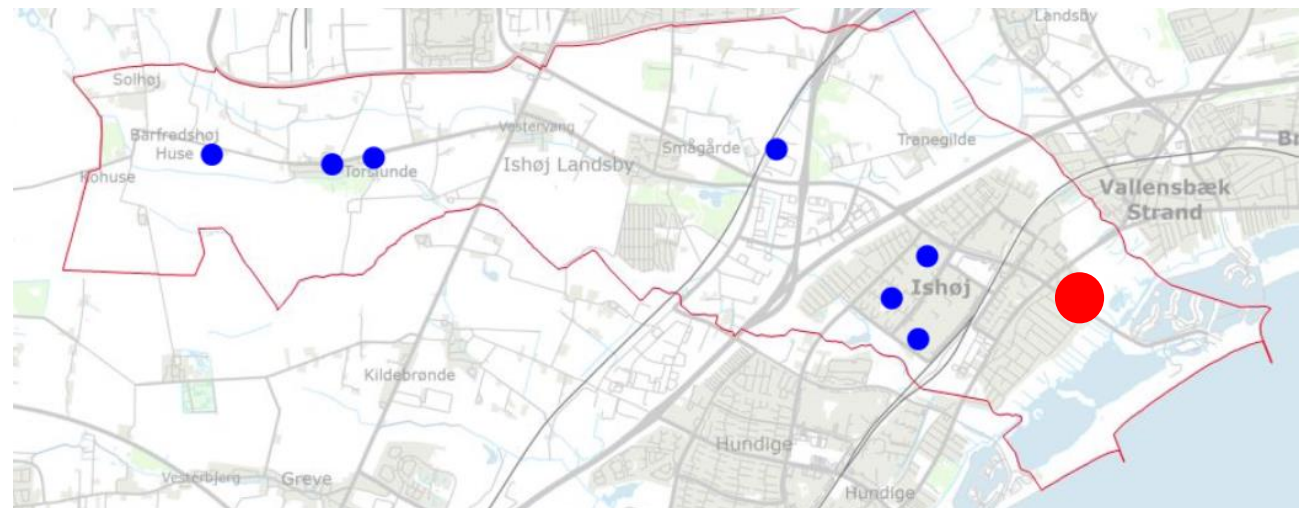 Landsby
Solhøj
Barfredshøj
Huse
Vestervang
Smågårde
Tranegilde
Br
Kohuse
Torslunde
Ishøj Landsby
Vallensbæk
Strand
Ishøj
Kildebrønde
Hundige
Vesterbjerg
Greve
Hundige